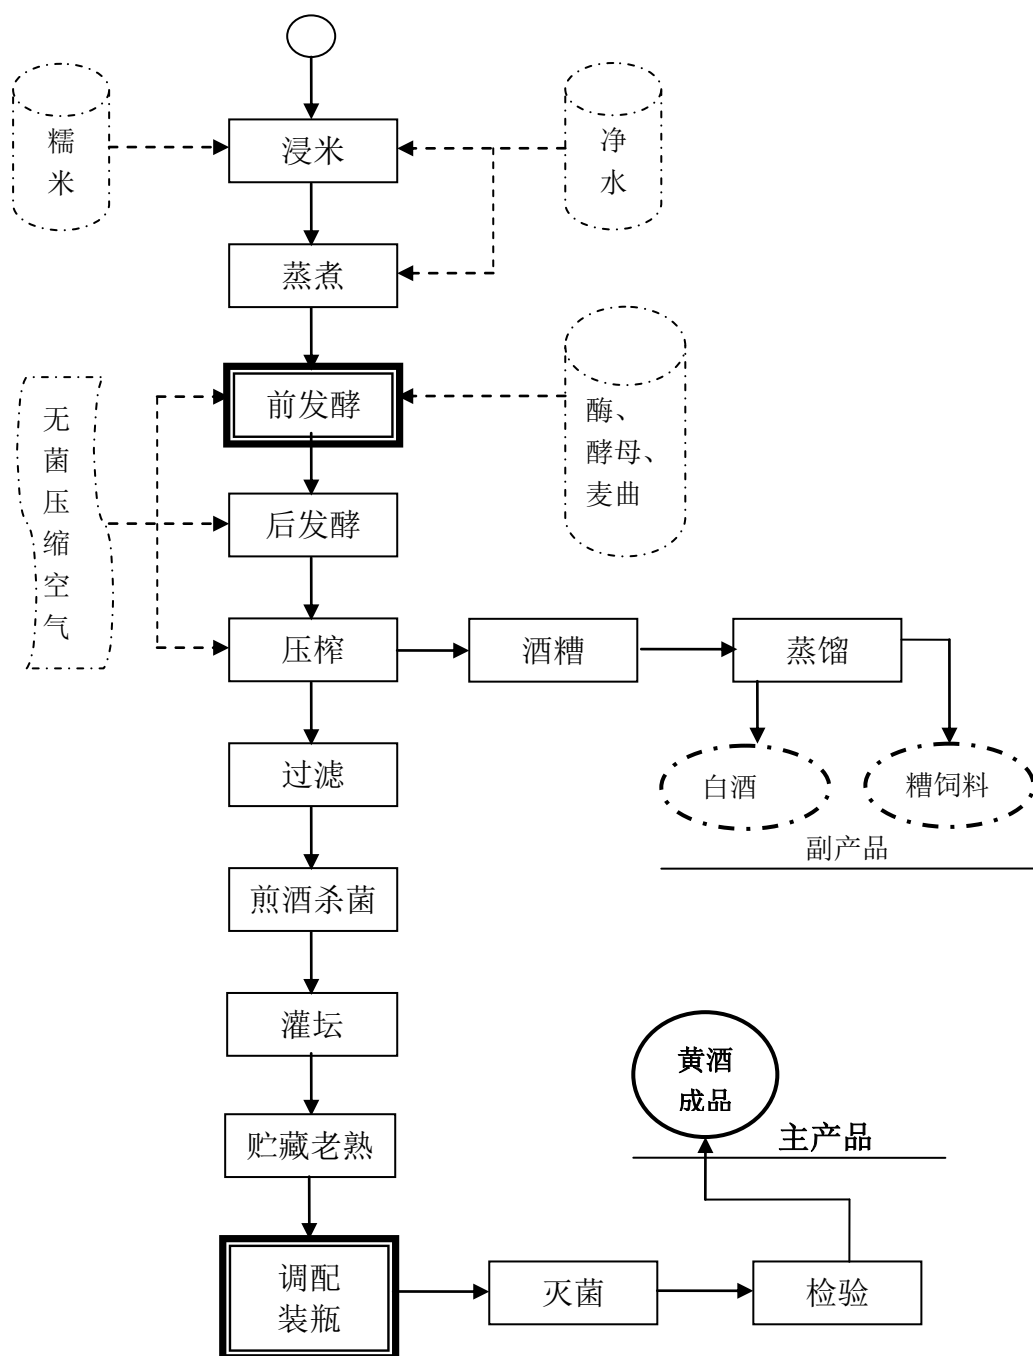 糯
米
浸米
净
水
蒸煮
前发酵
酶、
酵母、
麦曲
无
菌
压
缩
空
气
后发酵
压榨
酒糟
蒸馏
过滤
白酒
糟饲料
副产品
煎酒杀菌
灌坛
黄酒
成品
主产品
贮藏老熟
调配
装瓶
灭菌
检验